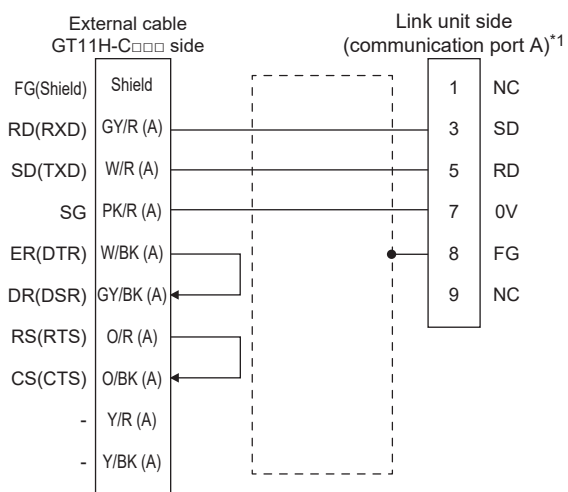 External cable
GT11H-C□□□ side
Link unit side
(communication port A)*1
FG(Shield) Shield 1 NC
RD(RXD) GY/R (A) 3 SD
SD(TXD) W/R (A) 5 RD
SG PK/R (A) 7 0V
ER(DTR) W/BK (A) 8 FG
DR(DSR) GY/BK (A) 9 NC
RS(RTS) O/R (A)
CS(CTS) O/BK (A)
- Y/R (A)
- Y/BK (A)